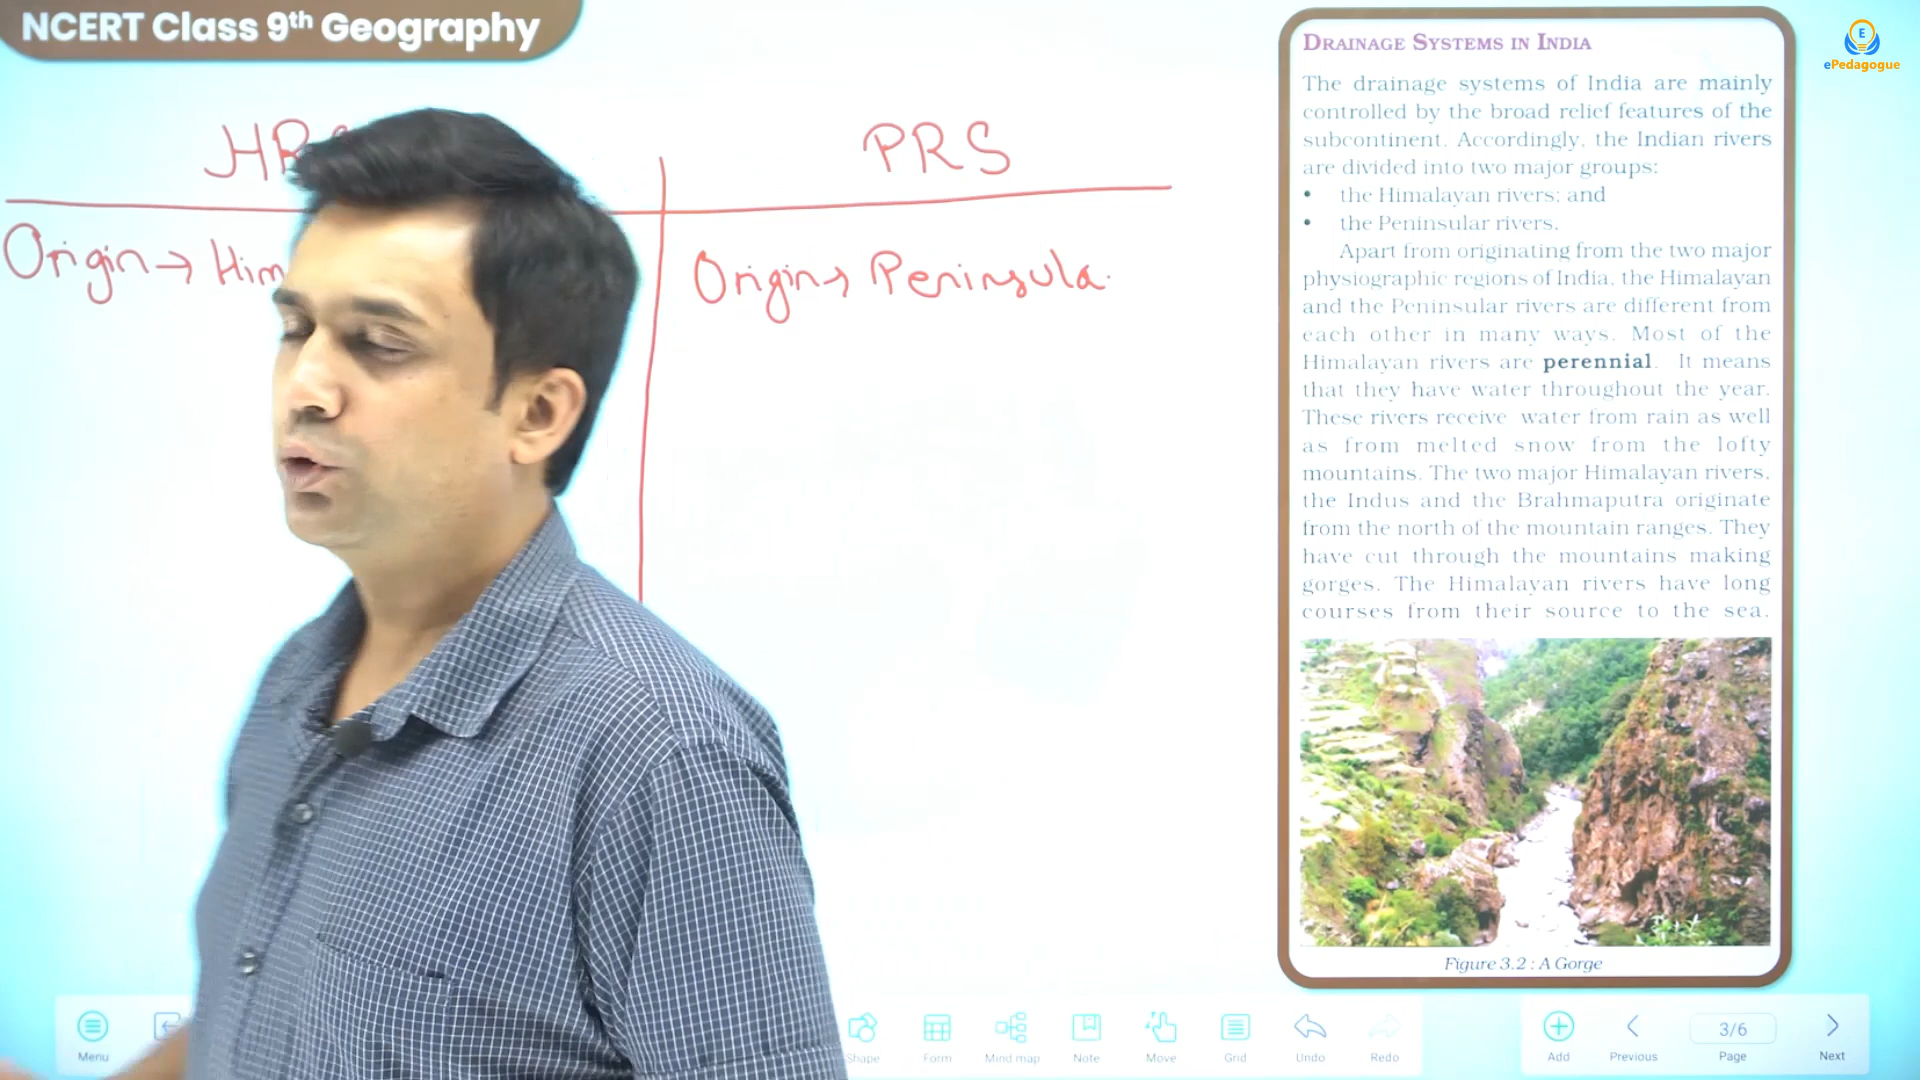 NCERT Class 9th Geography
PRS
Origin → Him
Origin → Peninsula.
DRAINAGE SYSTEMS IN INDIA
The drainage systems of India are mainly
controlled by the broad relief features of the
subcontinent. Accordingly, the Indian rivers
are divided into two major groups:
• the Himalayan rivers; and
• the Peninsular rivers.
Apart from originating from the two major
physiographic regions of India, the Himalayan
and the Peninsular rivers are different from
each other in many ways. Most of the
Himalayan rivers are perennial. It means
that they have water throughout the year.
These rivers receive water from rain as well
as from melted snow from the lofty
mountains. The two major Himalayan rivers,
the Indus and the Brahmaputra originate
from the north of the mountain ranges. They
have cut through the mountains making
gorges. The Himalayan rivers have long
courses from their source to the sea.
Figure 3.2 : A Gorge
E
ePedagogue
Menu
Shape
Form
Mind map
Note
Move
Grid
Undo
Redo
Add
Previous
3/6
Page
Next